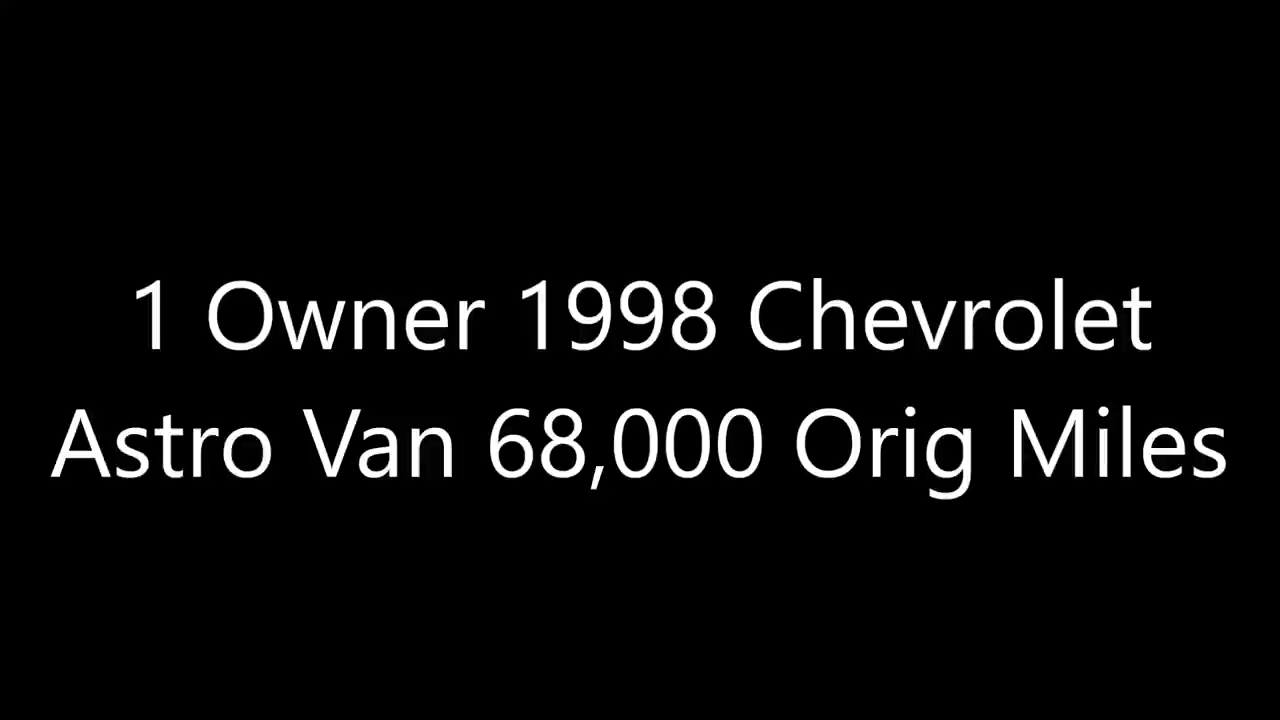 1 Owner 1998 Chevrolet
Astro Van 68,000 Orig Miles